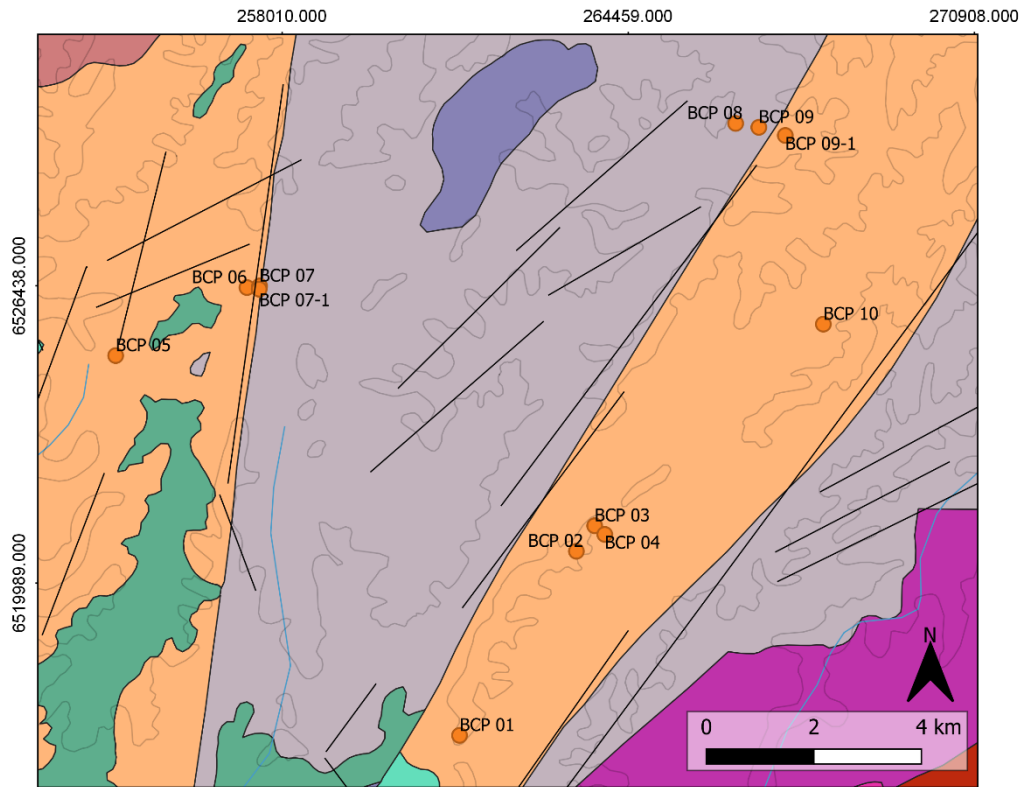 258010.000 264459.000 270908.000
BCP 08 BCP 09
BCP 09-1
6526438.000
BCP 06 BCP 07
BCP 07-1
BCP 10
BCP 05
BCP 03
BCP 02 BCP 04
6519989.000
N
BCP 01
0 2 4 km